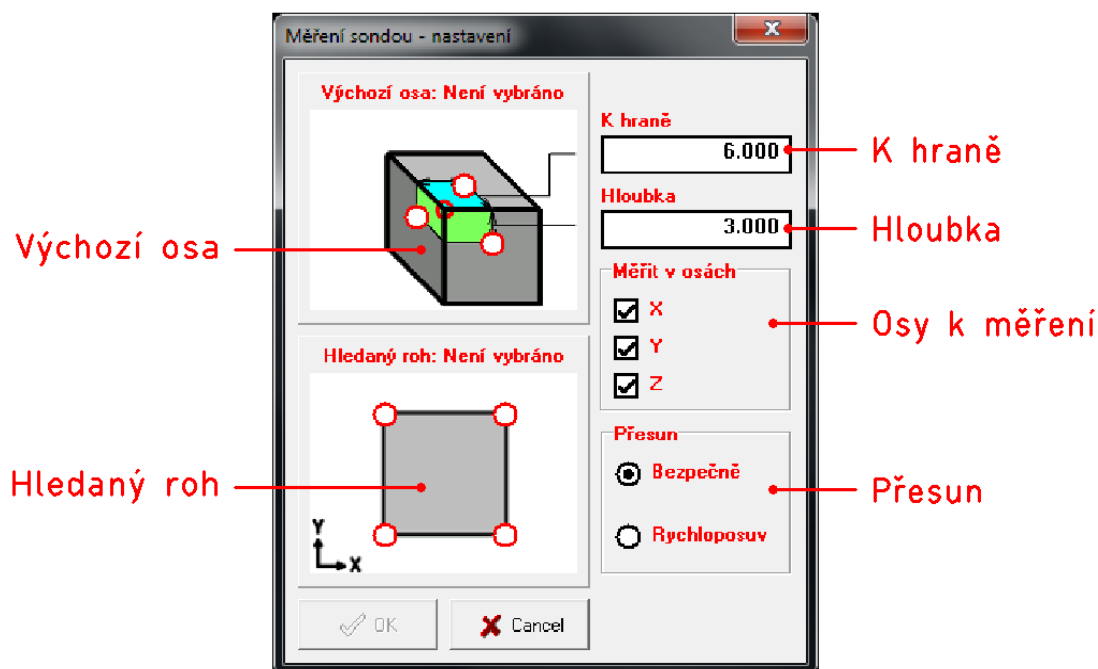 Měření sondou - nastavení
Výchozí osa: Není vybráno
K hraně
6.000
K hraně
Hloubka
3.000
Hloubka
Výchozí osa
Měřit v osách
X
Y
Z
Osy k měření
Hledaný roh: Není vybráno
Hledaný roh
Y
X
Přesun
Bezpečně
Rychloposuv
Přesun
OK
Cancel